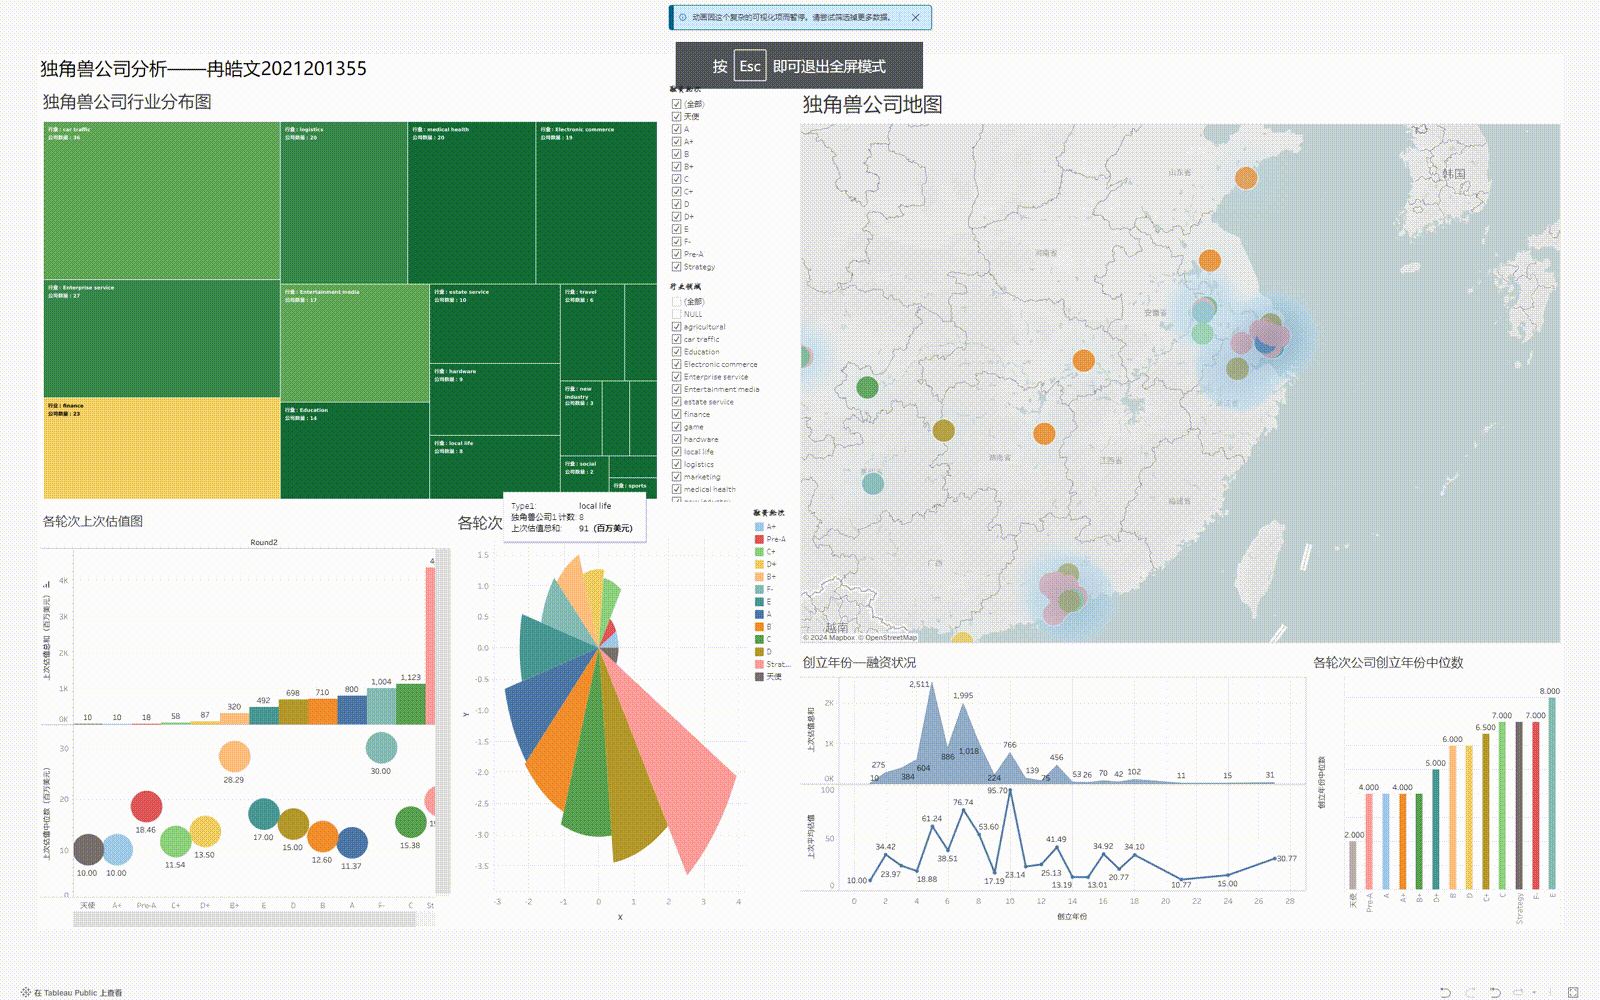 动画因这个复杂的可视化项而暂停。请尝试筛选掉更多数据。
按 Esc 即可退出全屏模式
独角兽公司分析——冉皓文2021201355
独角兽公司行业分布图
行业 : car traffic
公司数量 : 36
行业 : logistics
公司数量 : 20
行业 : medical health
公司数量 : 20
行业 : Electronic commerce
公司数量 : 19
行业 : Enterprise service
公司数量 : 27
行业 : Entertainment media
公司数量 : 17
行业 : estate service
公司数量 : 10
行业 : travel
公司数量 : 6
行业 : hardware
公司数量 : 9
行业 : new
industry
公司数量 : 3
行业 : finance
公司数量 : 23
行业 : Education
公司数量 : 14
行业 : local life
公司数量 : 8
行业 : social
公司数量 : 2
行业 : sports
融资轮次
(全部)
天使
A
A+
B
B+
C
C+
D
D+
E
F-
Pre-A
Strategy
行业领域
(全部)
NULL
agricultural
car traffic
Education
Electronic commerce
Enterprise service
Entertainment media
estate service
finance
game
hardware
local life
logistics
marketing
medical health
new industry
独角兽公司地图
山东省
韩国
河南省
安徽省
浙江省
湖南省
江西省
贵州省
福建省
广西
越南
© 2024 Mapbox © OpenStreetMap
各轮次上次估值图
Round2
上次估值总和（百万美元）
4K
3K
2K
1K
0K
10
10
18
58
87
320
492
698
710
800
1,004
1,123
4
上次估值中位数（百万美元）
30
20
10
0
10.00
10.00
18.46
11.54
13.50
28.29
17.00
15.00
12.60
11.37
30.00
15.38
天使
A+
Pre-A
C+
D+
B+
E
D
B
A
F-
C
St
各轮次
Type1: local life
独角兽公司1 计数: 8
上次估值总和: 91（百万美元）
Y
1.5
1.0
0.5
0.0
-0.5
-1.0
-1.5
-2.0
-2.5
-3.0
-3.5
-3
-2
-1
0
1
2
3
4
X
融资轮次
A+
Pre-A
C+
D+
B+
F-
E
A
B
C
D
Strat...
天使
创立年份—融资状况
上次估值总和
2K
1K
0K
10
275
384
604
2,511
886
1,995
1,018
224
766
139
75
456
53
26
70
42
102
11
15
31
上次平均估值
100
50
0
10.00
34.42
23.97
18.88
61.24
38.51
76.74
53.60
17.19
95.70
23.14
25.13
41.49
13.19
13.01
34.92
20.77
34.10
10.77
15.00
30.77
0
2
4
6
8
10
12
14
16
18
20
22
24
26
28
创立年份
各轮次公司创立年份中位数
创立年份中位数
2.000
4.000
4.000
5.000
6.000
6.500
7.000
7.000
8.000
天使
Pre-A
A
A+
B+
D+
B
D
C+
C
Strategy
F-
E
在 Tableau Public 上查看